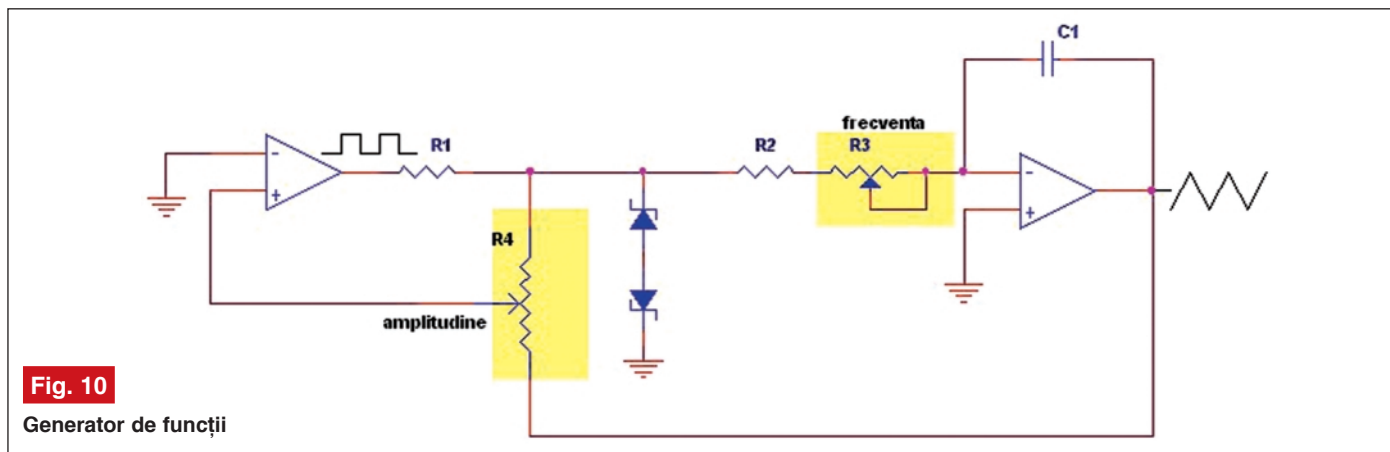 C1
frecventa
R1
R2
R3
-
+
-
+
R4
amplitudine
Fig. 10
Generator de funcții